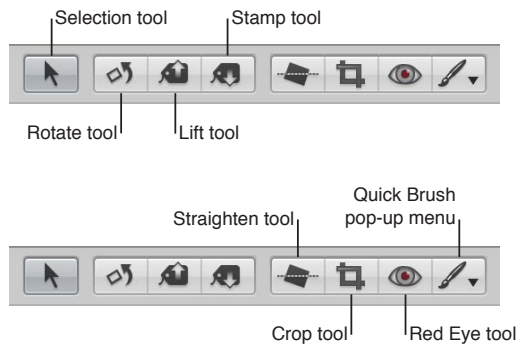 Selection tool
Stamp tool
Rotate tool
Lift tool
Quick Brush
pop-up menu
Straighten tool
Crop tool
Red Eye tool